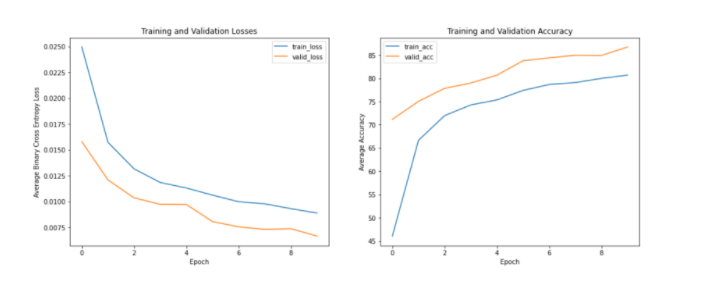 Training and Validation Losses
train_loss
valid_loss
Average Binary Cross Entropy Loss
0.0250
0.0225
0.0200
0.0175
0.0150
0.0125
0.0100
0.0075
0 2 4 6 8
Epoch
Training and Validation Accuracy
train_acc
valid_acc
Average Accuracy
85
80
75
70
65
60
55
50
45
0 2 4 6 8
Epoch